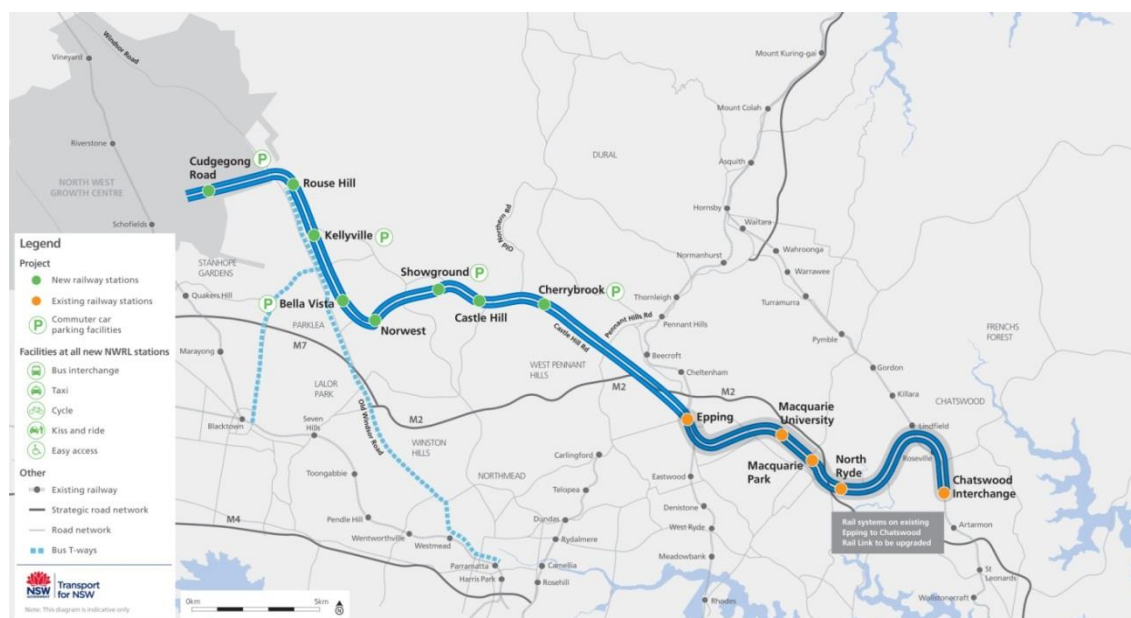 Windsor Road
Vineyard
Riverstone
NORTH WEST
GROWTH CENTRE
Schofields
Cudgegong
Road
P
Rouse Hill
Kellyville
P
STANHOPE
GARDENS
Quakers Hill
P
Bella Vista
PARKLEA
M7
Norwest
Showground
P
Castle Hill
Cherrybrook
P
Castle Hill Rd
Old Northern Rd
DURAL
Mount Kuring-gai
Mount Colah
Asquith
Hornsby
Waitara
Normanhurst
Wahroonga
Warrawee
Turramurra
Thornleigh
Pennant Hills Rd
Pennant Hills
Pymble
Beecroft
Cheltenham
WEST PENNANT
HILLS
M2
M2
M2
Gordon
FRENCHS
FOREST
Killara
CHATSWOOD
Lindfield
Roseville
Epping
Macquarie
University
Macquarie
Park
North
Ryde
Chatswood
Interchange
Rail systems on existing
Epping to Chatswood
Rail Link to be upgraded
Artarmon
St
Leonards
Wollstonecraft
Marayong
Blacktown
LALOR
PARK
Seven
Hills
Old Windsor Road
WINSTON
HILLS
Toongabbie
NORTHMEAD
Carlingford
Telopea
Eastwood
Denistone
West Ryde
Meadowbank
Rhodes
Pendle Hill
Wentworthville
Westmead
Dundas
Rydalmere
Camellia
Rosehill
Parramatta
Harris Park
M4
Legend
Project
New railway stations
Existing railway stations
P
Commuter car
parking facilities
Facilities at all new NWRL stations
Bus interchange
Taxi
Cycle
Kiss and ride
Easy access
Other
Existing railway
Strategic road network
Road network
Bus T-ways
NSW
GOVERNMENT
Transport
for NSW
Note: This diagram is indicative only
0km
5km
N